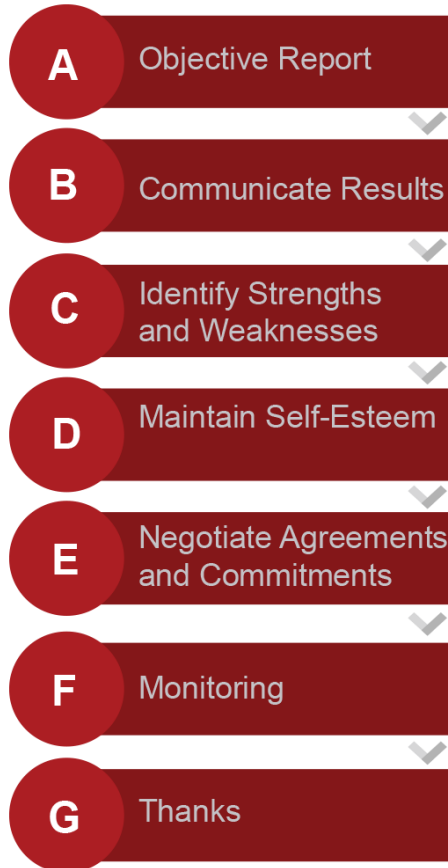 A
Objective Report
B
Communicate Results
C
Identify Strengths
and Weaknesses
D
Maintain Self-Esteem
E
Negotiate Agreements
and Commitments
F
Monitoring
G
Thanks